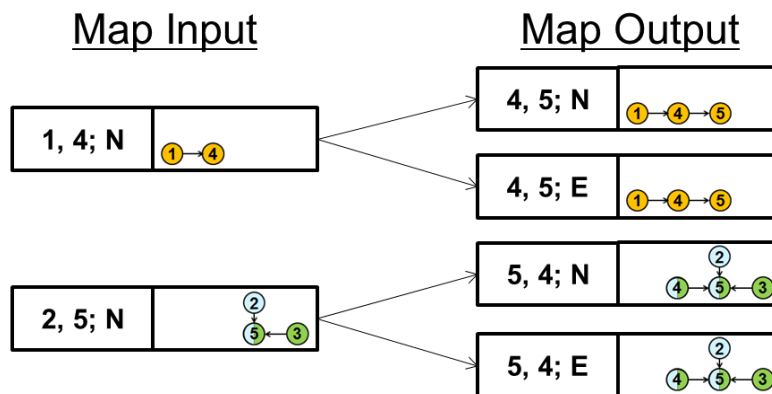 Map Input
Map Output
1, 4; N
1 4
4, 5; N
1 4 5
4, 5; E
1 4 5
2, 5; N
2
5 3
5, 4; N
2
4 5 3
5, 4; E
2
4 5 3